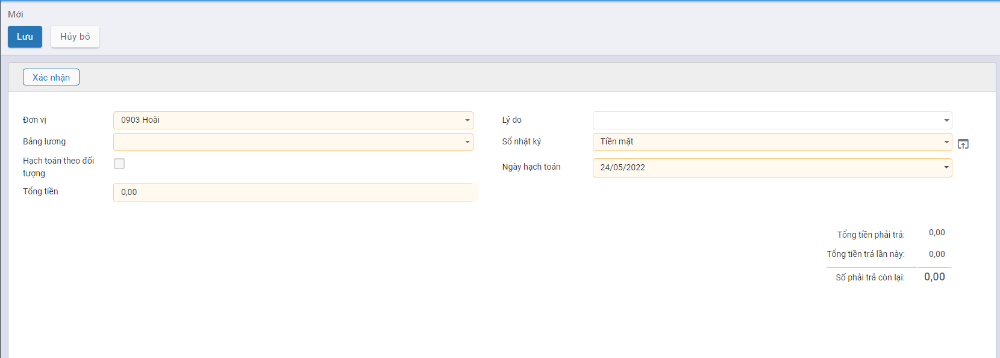 Mới
Lưu
Hủy bỏ
Xác nhận
Đơn vị
0903 Hoài
Lý do
Bảng lương
Sổ nhật ký
Tiền mặt
Hạch toán theo đối
tượng
Ngày hạch toán
24/05/2022
Tổng tiền
0,00
Tổng tiền phải trả:
0,00
Tổng tiền trả lần này:
0,00
Số phải trả còn lại:
0,00